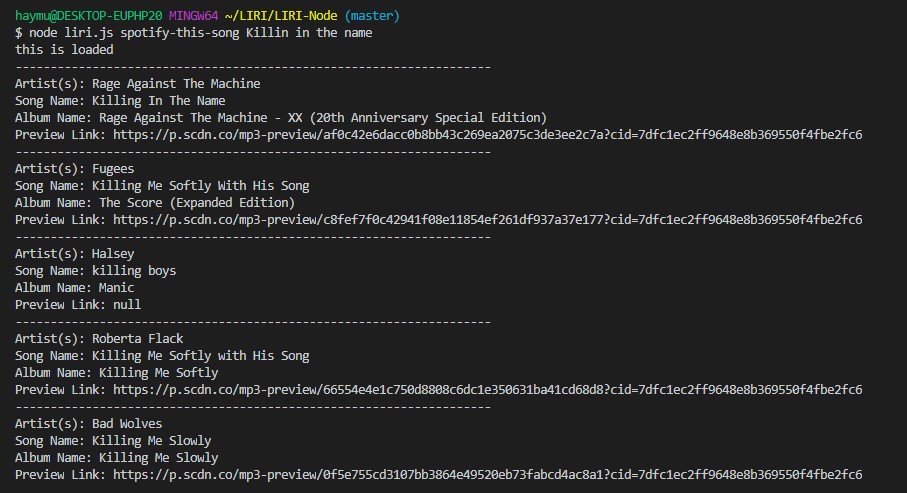 haymu@DESKTOP-EUPHP20 MINGW64 ~/LIRI/LIRI-Node (master)
$ node liri.js spotify-this-song Killin in the name
this is loaded
--------------------------------------------------------------------
Artist(s): Rage Against The Machine
Song Name: Killing In The Name
Album Name: Rage Against The Machine - XX (20th Anniversary Special Edition)
Preview Link: https://p.scdn.co/mp3-preview/af0c42e6dacc0b8bb43c269ea2075c3de3ee2c7a?cid=7dfc1ec2ff9648e8b369550f4fbe2fc6
--------------------------------------------------------------------
Artist(s): Fugees
Song Name: Killing Me Softly With His Song
Album Name: The Score (Expanded Edition)
Preview Link: https://p.scdn.co/mp3-preview/c8fef7f0c42941f08e11854ef261df937a37e177?cid=7dfc1ec2ff9648e8b369550f4fbe2fc6
--------------------------------------------------------------------
Artist(s): Halsey
Song Name: killing boys
Album Name: Manic
Preview Link: null
--------------------------------------------------------------------
Artist(s): Roberta Flack
Song Name: Killing Me Softly with His Song
Album Name: Killing Me Softly
Preview Link: https://p.scdn.co/mp3-preview/66554e4e1c750d8808c6dc1e350631ba41cd68d8?cid=7dfc1ec2ff9648e8b369550f4fbe2fc6
--------------------------------------------------------------------
Artist(s): Bad Wolves
Song Name: Killing Me Slowly
Album Name: Killing Me Slowly
Preview Link: https://p.scdn.co/mp3-preview/0f5e755cd3107bb3864e49520eb73fabcd4ac8a1?cid=7dfc1ec2ff9648e8b369550f4fbe2fc6